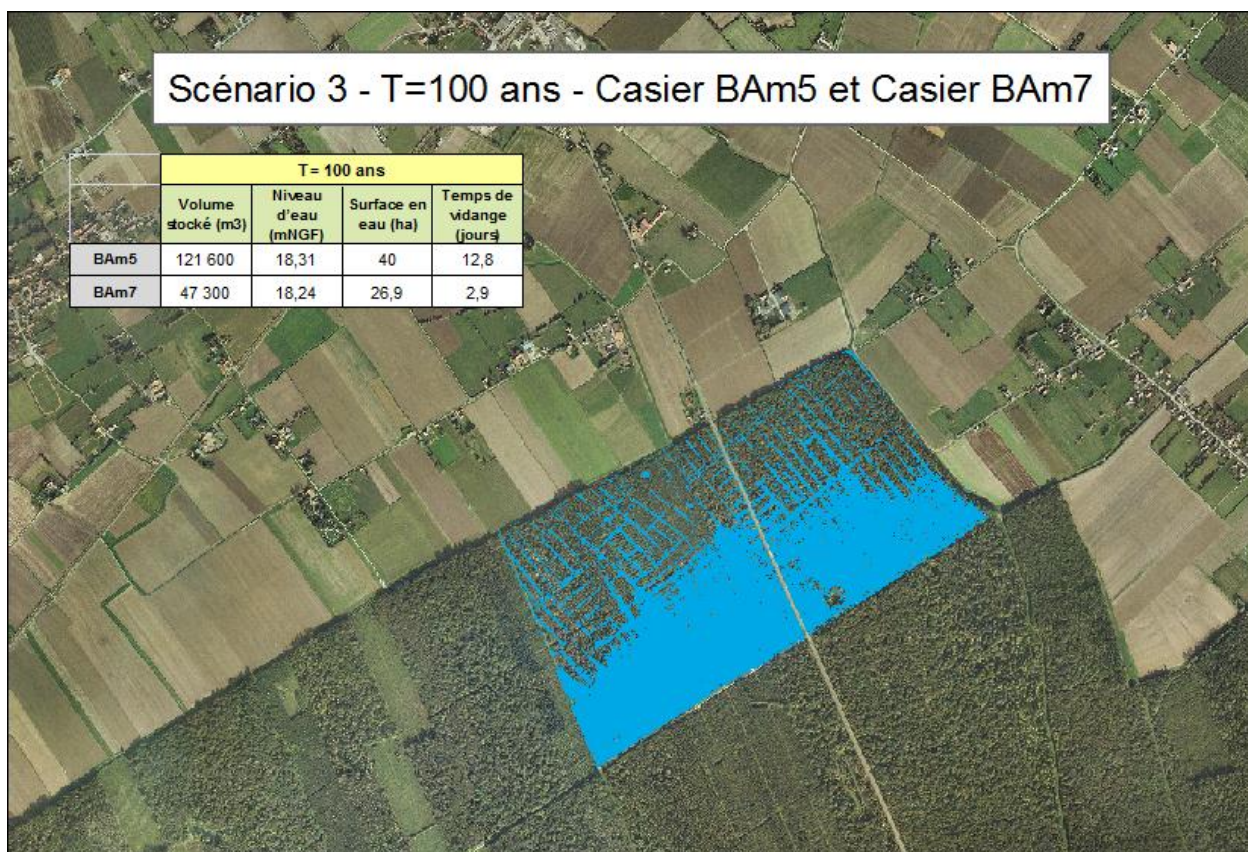 Scénario 3 - T=100 ans - Casier BAm5 et Casier BAm7
T= 100 ans
Volume stocké (m3) Niveau d'eau (mNGF) Surface en eau (ha) Temps de vidange (jours)
BAm5 121 600 18,31 40 12,8
BAm7 47 300 18,24 26,9 2,9